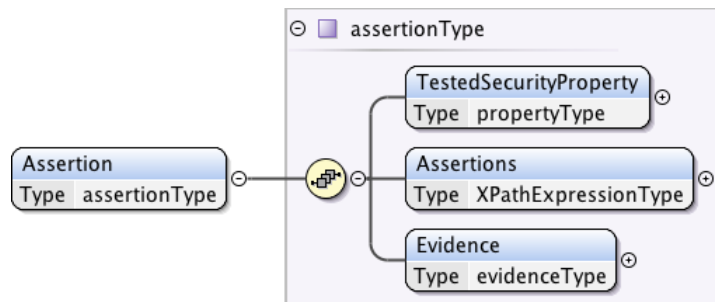 assertionType
TestedSecurityProperty
Type propertyType
Assertion
Type assertionType
Assertions
Type XPathExpressionType
Evidence
Type evidenceType